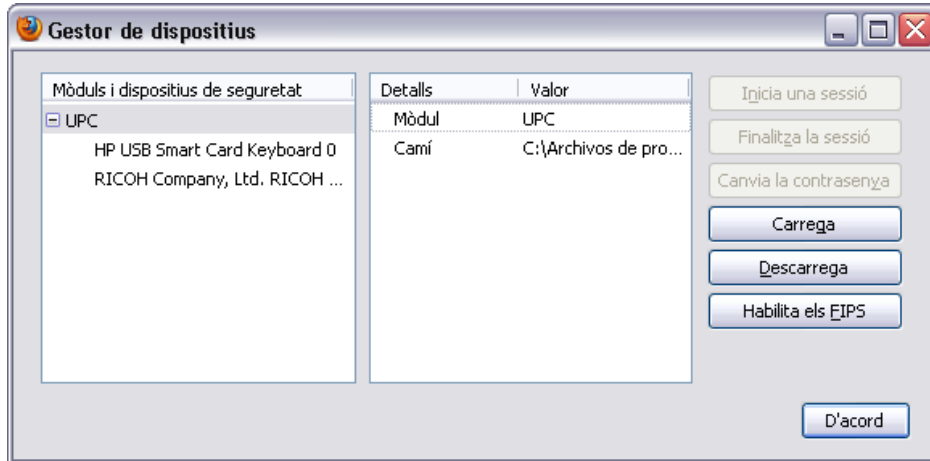 Gestor de dispositius
Mòduls i dispositius de seguretat
UPC
HP USB Smart Card Keyboard 0
RICOH Company, Ltd. RICOH ...
Detalls Valor
Mòdul UPC
Camí C:\Archivos de pro...
Inicia una sessió
Finalitza la sessió
Canvia la contrasenya
Carrega
Descarrega
Habilita els FIPS
D'acord